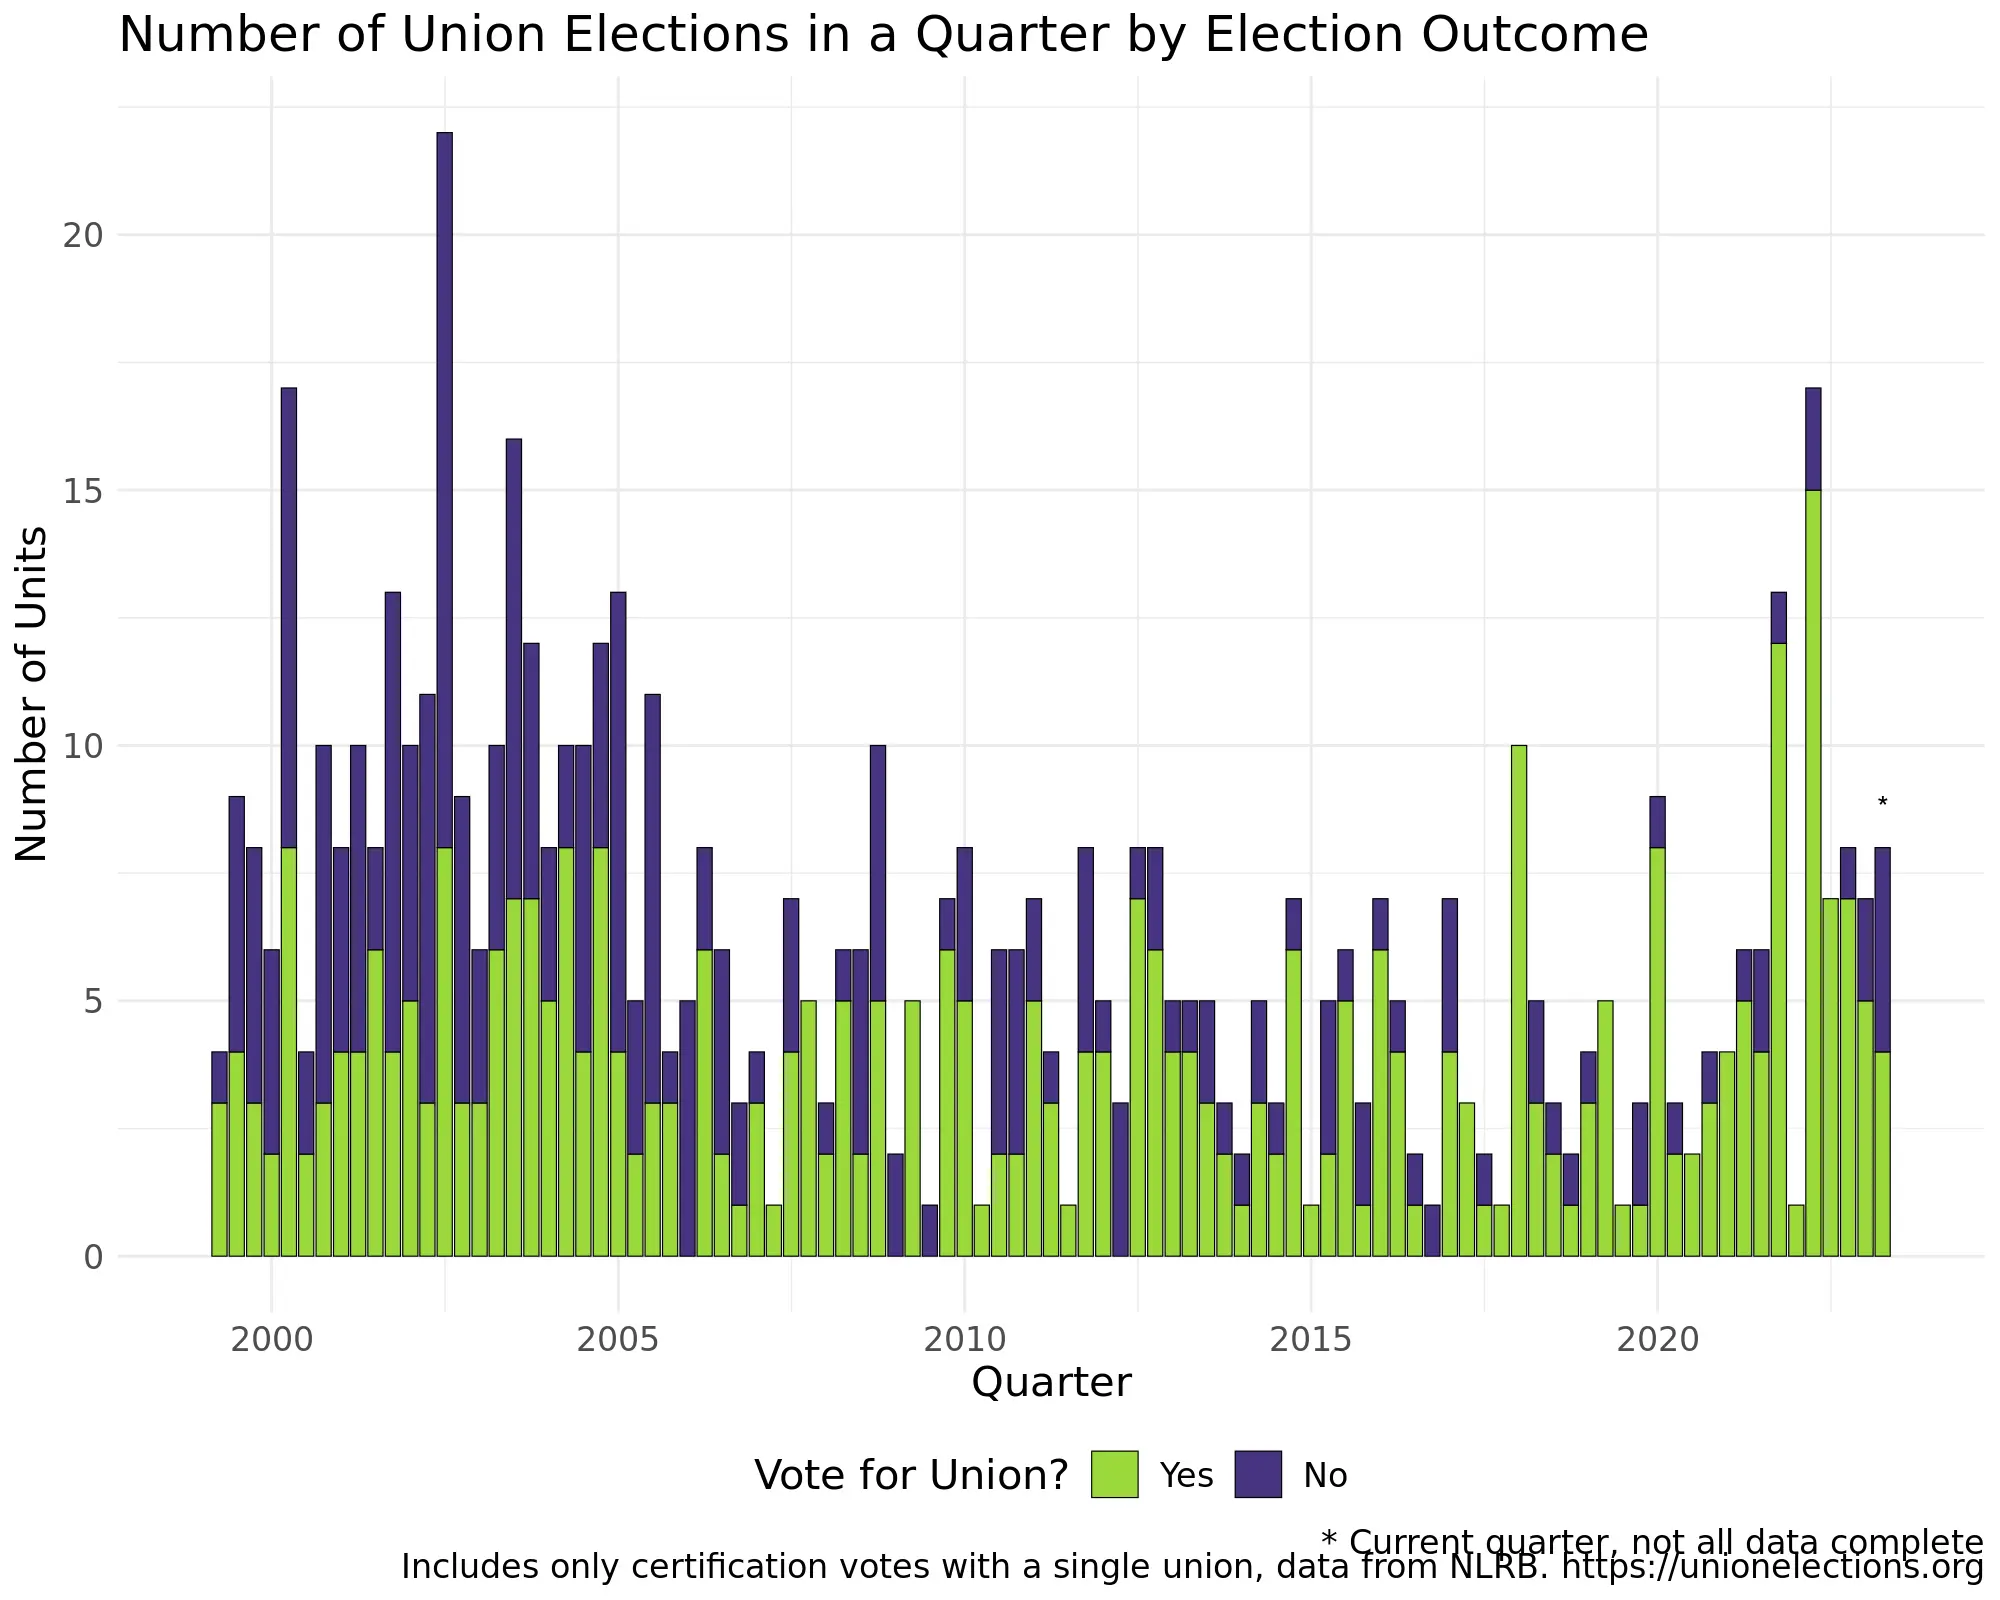 Number of Union Elections in a Quarter by Election Outcome
Number of Units
20
15
10
5
0
*
2000 2005 2010 2015 2020
Quarter
Vote for Union? Yes No
* Current quarter, not all data complete
Includes only certification votes with a single union, data from NLRB. https://unionelections.org